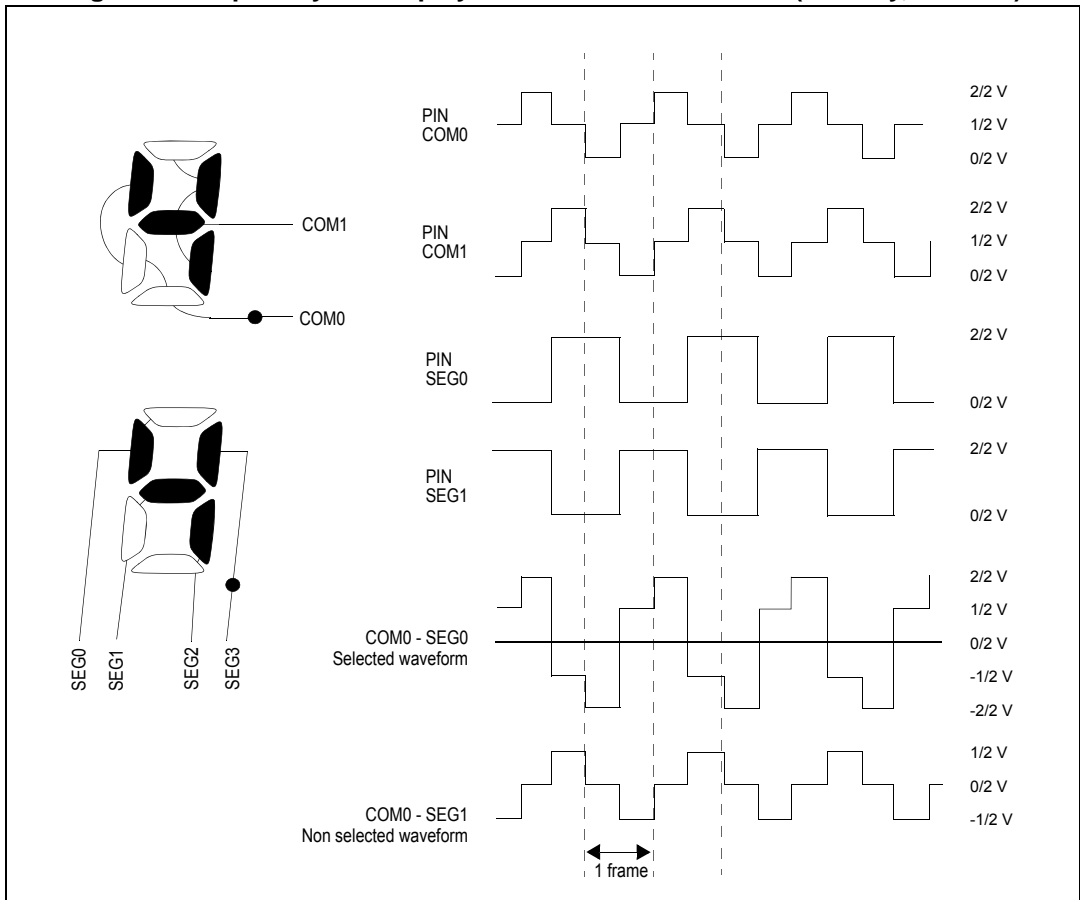 PIN
COM0
2/2 V
1/2 V
0/2 V
COM1
COM0
PIN
COM1
2/2 V
1/2 V
0/2 V
PIN
SEG0
2/2 V
0/2 V
PIN
SEG1
2/2 V
0/2 V
SEG0
SEG1
SEG2
SEG3
COM0 - SEG0
Selected waveform
2/2 V
1/2 V
0/2 V
-1/2 V
-2/2 V
COM0 - SEG1
Non selected waveform
1/2 V
0/2 V
-1/2 V
1 frame